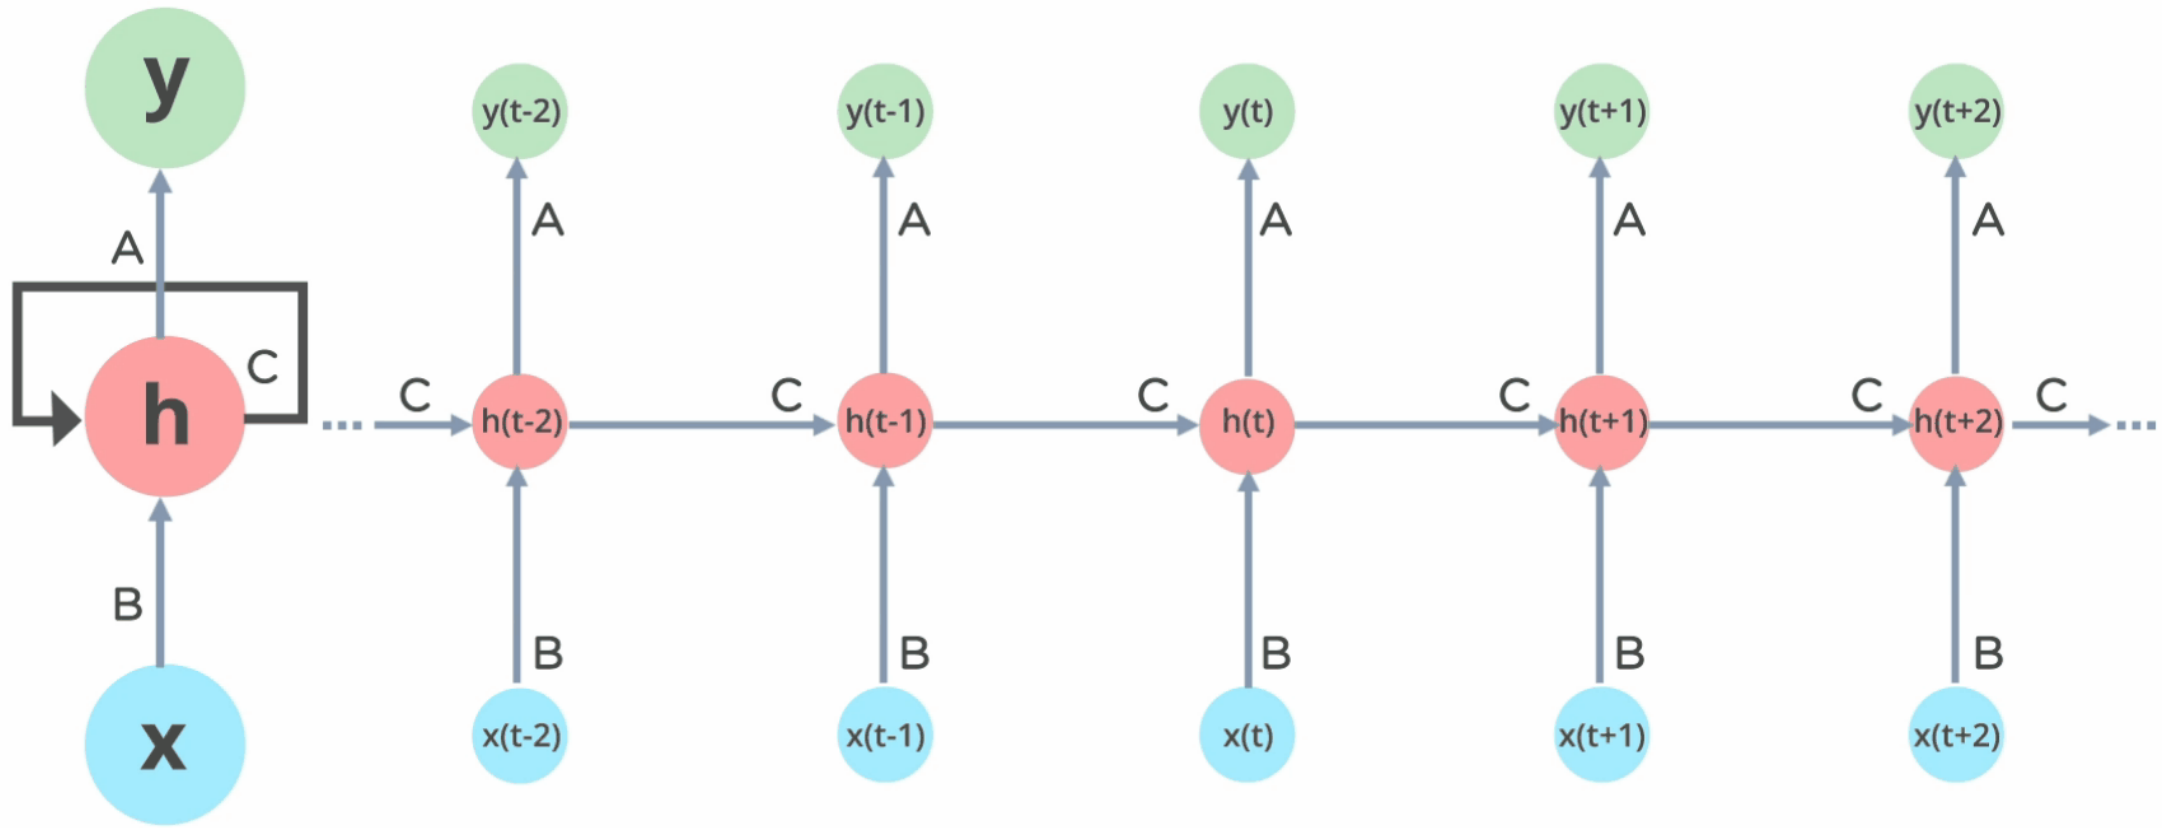 y
y(t-2) y(t-1) y(t) y(t+1) y(t+2)
A A A A A A
C C C C C C C
h h(t-2) h(t-1) h(t) h(t+1) h(t+2)
B B B B B B
x x(t-2) x(t-1) x(t) x(t+1) x(t+2)